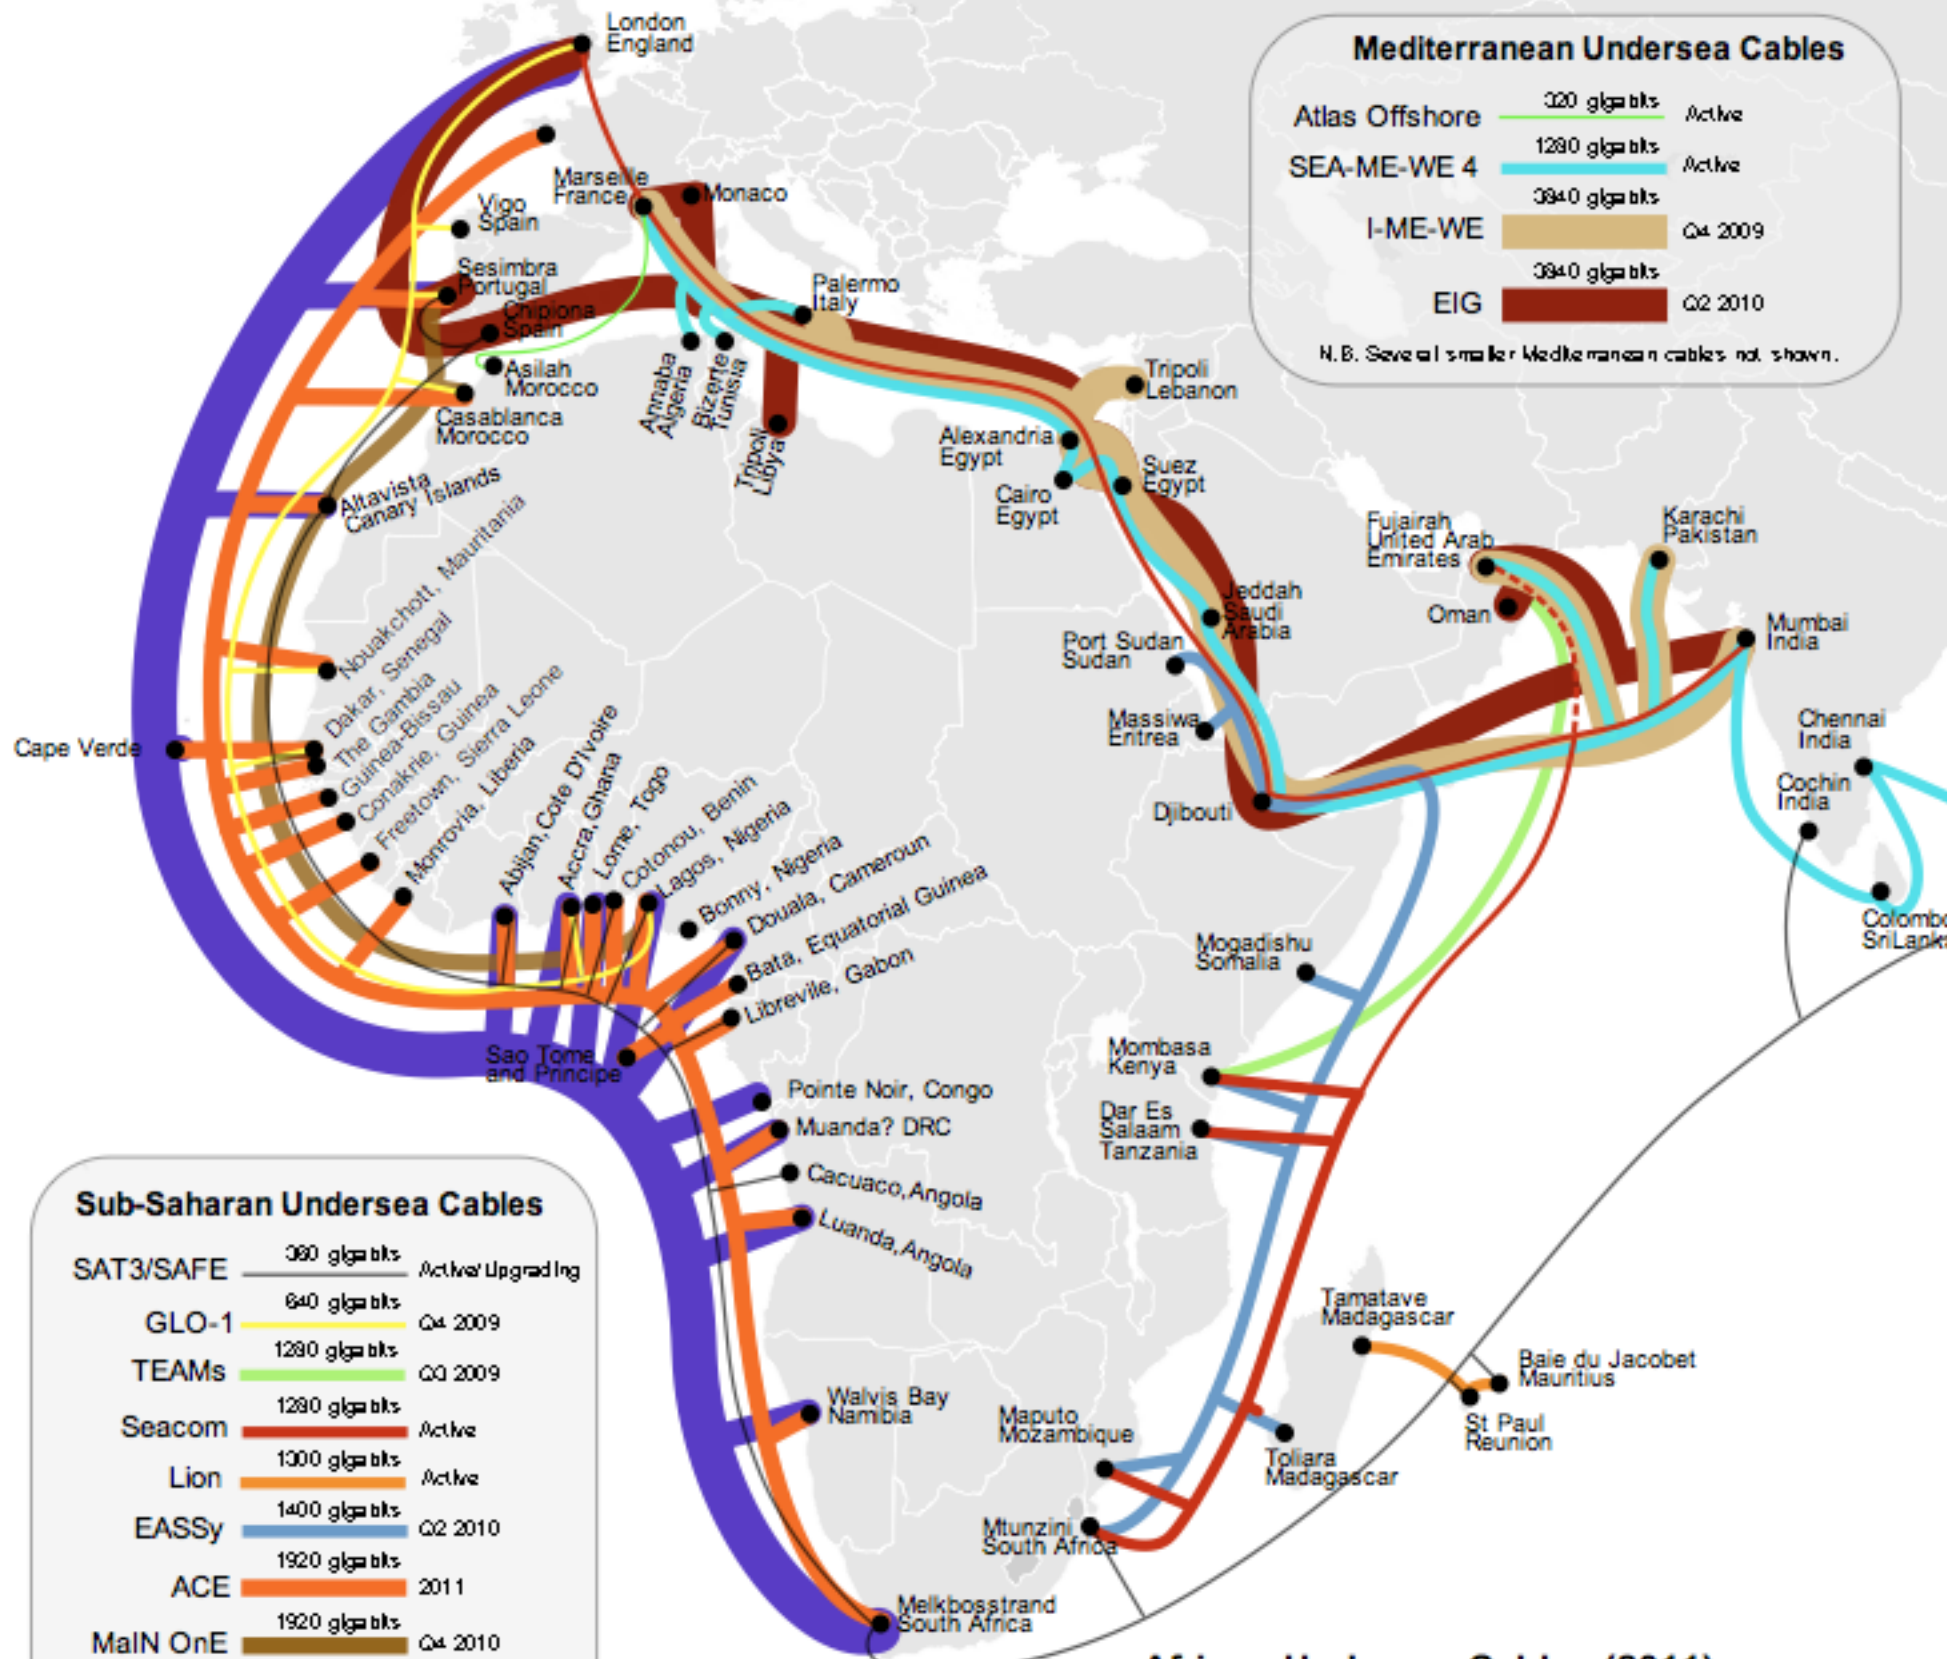 London
England
Marseille
France
Monaco
Vigo
Spain
Sesimbra
Portugal
Chipiona
Spain
Palermo
Italy
Asilah
Morocco
Casablanca
Morocco
Annaba
Algeria
Bizerte
Tunisia
Tripoli
Libya
Tripoli
Lebanon
Alexandria
Egypt
Cairo
Egypt
Suez
Egypt
Altavista
Canary Islands
Nouakchott, Mauritania
Dakar, Senegal
The Gambia
Guinea-Bissau
Conakrie, Guinea
Freetown, Sierra Leone
Monrovia, Liberia
Cape Verde
Abijan, Cote D'Ivoire
Accra, Ghana
Lome, Togo
Cotonou, Benin
Lagos, Nigeria
Bonny, Nigeria
Douala, Cameroun
Bata, Equatorial Guinea
Librevile, Gabon
Sao Tome
and Principe
Pointe Noir, Congo
Muanda? DRC
Cacuaco, Angola
Luanda, Angola
Walvis Bay
Namibia
Melkbosstrand
South Africa
Jeddah
Saudi
Arabia
Port Sudan
Sudan
Massiwa
Eritrea
Djibouti
Fujairah
United Arab
Emirates
Oman
Karachi
Pakistan
Mumbai
India
Chennai
India
Cochin
India
Colombo
SriLanka
Mogadishu
Somalia
Mombasa
Kenya
Dar Es
Salaam
Tanzania
Tamatave
Madagascar
Baie du Jacobet
Mauritius
St Paul
Reunion
Toliara
Madagascar
Maputo
Mozambique
Mtunzini
South Africa
Mediterranean Undersea Cables
Atlas Offshore 320 gigabits Active
SEA-ME-WE 4 1280 gigabits Active
I-ME-WE 3840 gigabits Q4 2009
EIG 3840 gigabits Q2 2010
N.B. Several smaller Mediterranean cables not shown.
Sub-Saharan Undersea Cables
SAT3/SAFE 360 gigabits Active/Upgrading
GLO-1 640 gigabits Q4 2009
TEAMs 1280 gigabits Q3 2009
Seacom 1280 gigabits Active
Lion 1300 gigabits Active
EASSy 1400 gigabits Q2 2010
ACE 1920 gigabits 2011
MaIN OnE 1920 gigabits Q4 2010
African Undersea Cables (2011)